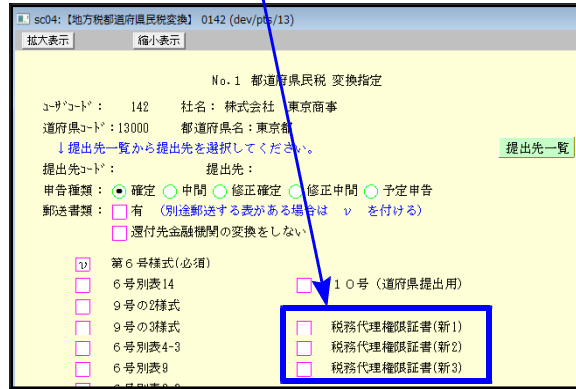 sc04:【地方税都道府県民税変換】 0142 (dev/pts/13)
拡大表示 縮小表示
No.1 都道府県民税 変換指定
ﾕｰｻﾞｺｰﾄﾞ： 142 社名： 株式会社 東京商事
道府県ｺｰﾄﾞ：13000 都道府県名：東京都
↓提出先一覧から提出先を選択してください。 提出先一覧
提出先ｺｰﾄﾞ： 提出先：
申告種類： 確定 中間 修正確定 修正中間 予定申告
郵送書類： 有 (別途郵送する表がある場合は ν を付ける)
還付先金融機関の変換をしない
ν 第６号様式(必須)
６号別表14 １０号（道府県提出用）
９号の2様式
９号の3様式 税務代理権限証書(新1)
６号別表4-3 税務代理権限証書(新2)
６号別表9 税務代理権限証書(新3)